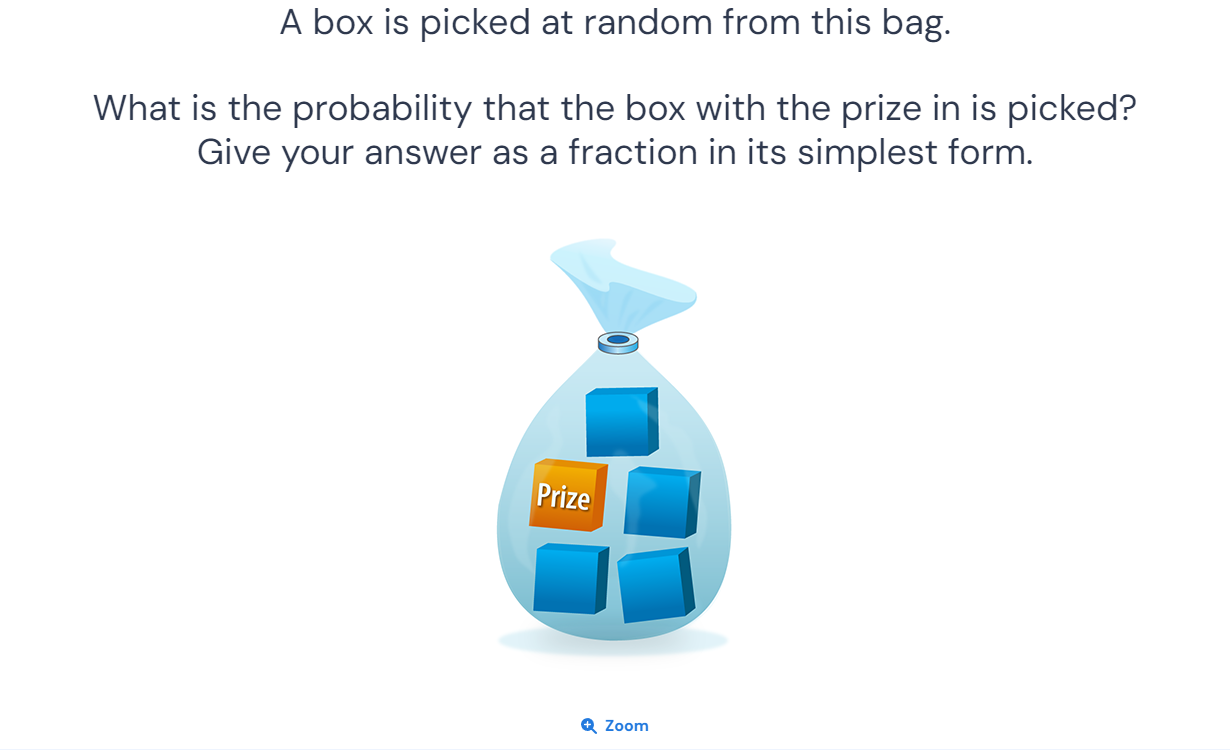 A box is picked at random from this bag.
What is the probability that the box with the prize in is picked?
Give your answer as a fraction in its simplest form.
Prize
Zoom